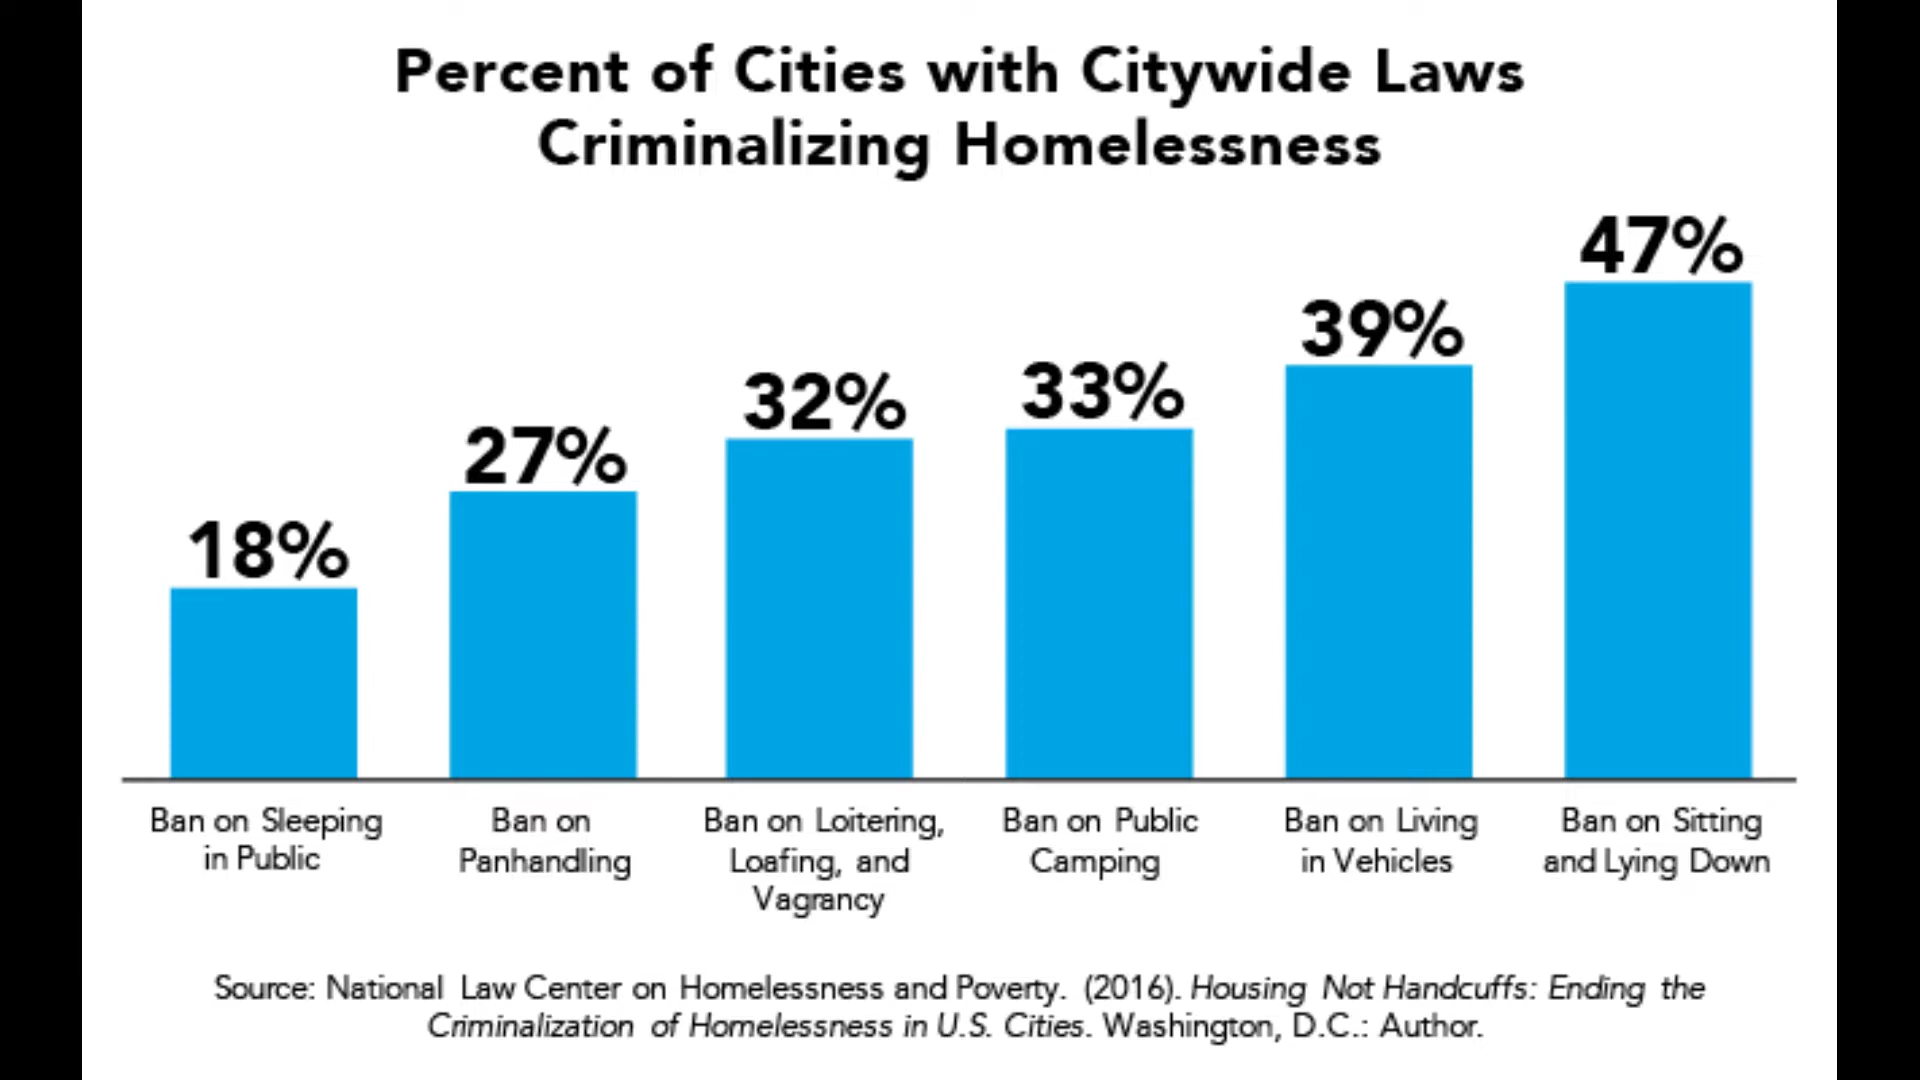 Percent of Cities with Citywide Laws
Criminalizing Homelessness
18%
27%
32%
33%
39%
47%
Ban on Sleeping
in Public
Ban on
Panhandling
Ban on Loitering,
Loafing, and
Vagrancy
Ban on Public
Camping
Ban on Living
in Vehicles
Ban on Sitting
and Lying Down
Source: National Law Center on Homelessness and Poverty. (2016). Housing Not Handcuffs: Ending the
Criminalization of Homelessness in U.S. Cities. Washington, D.C.: Author.